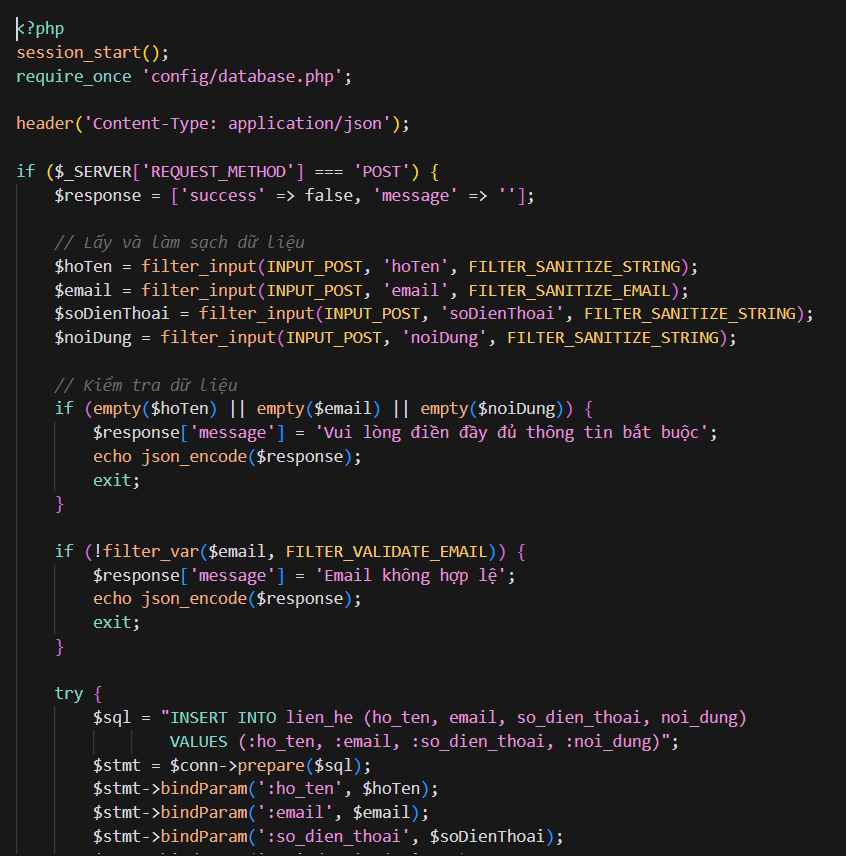 <?php
session_start();
require_once 'config/database.php';
header('Content-Type: application/json');
if ($_SERVER['REQUEST_METHOD'] === 'POST') {
    $response = ['success' => false, 'message' => ''];
    // Lấy và làm sạch dữ liệu
    $hoTen = filter_input(INPUT_POST, 'hoTen', FILTER_SANITIZE_STRING);
    $email = filter_input(INPUT_POST, 'email', FILTER_SANITIZE_EMAIL);
    $soDienThoai = filter_input(INPUT_POST, 'soDienThoai', FILTER_SANITIZE_STRING);
    $noiDung = filter_input(INPUT_POST, 'noiDung', FILTER_SANITIZE_STRING);
    // Kiểm tra dữ liệu
    if (empty($hoTen) || empty($email) || empty($noiDung)) {
        $response['message'] = 'Vui lòng điền đầy đủ thông tin bắt buộc';
        echo json_encode($response);
        exit;
    }
    if (!filter_var($email, FILTER_VALIDATE_EMAIL)) {
        $response['message'] = 'Email không hợp lệ';
        echo json_encode($response);
        exit;
    }
    try {
        $sql = "INSERT INTO lien_he (ho_ten, email, so_dien_thoai, noi_dung)
                VALUES (:ho_ten, :email, :so_dien_thoai, :noi_dung)";
        $stmt = $conn->prepare($sql);
        $stmt->bindParam(':ho_ten', $hoTen);
        $stmt->bindParam(':email', $email);
        $stmt->bindParam(':so_dien_thoai', $soDienThoai);